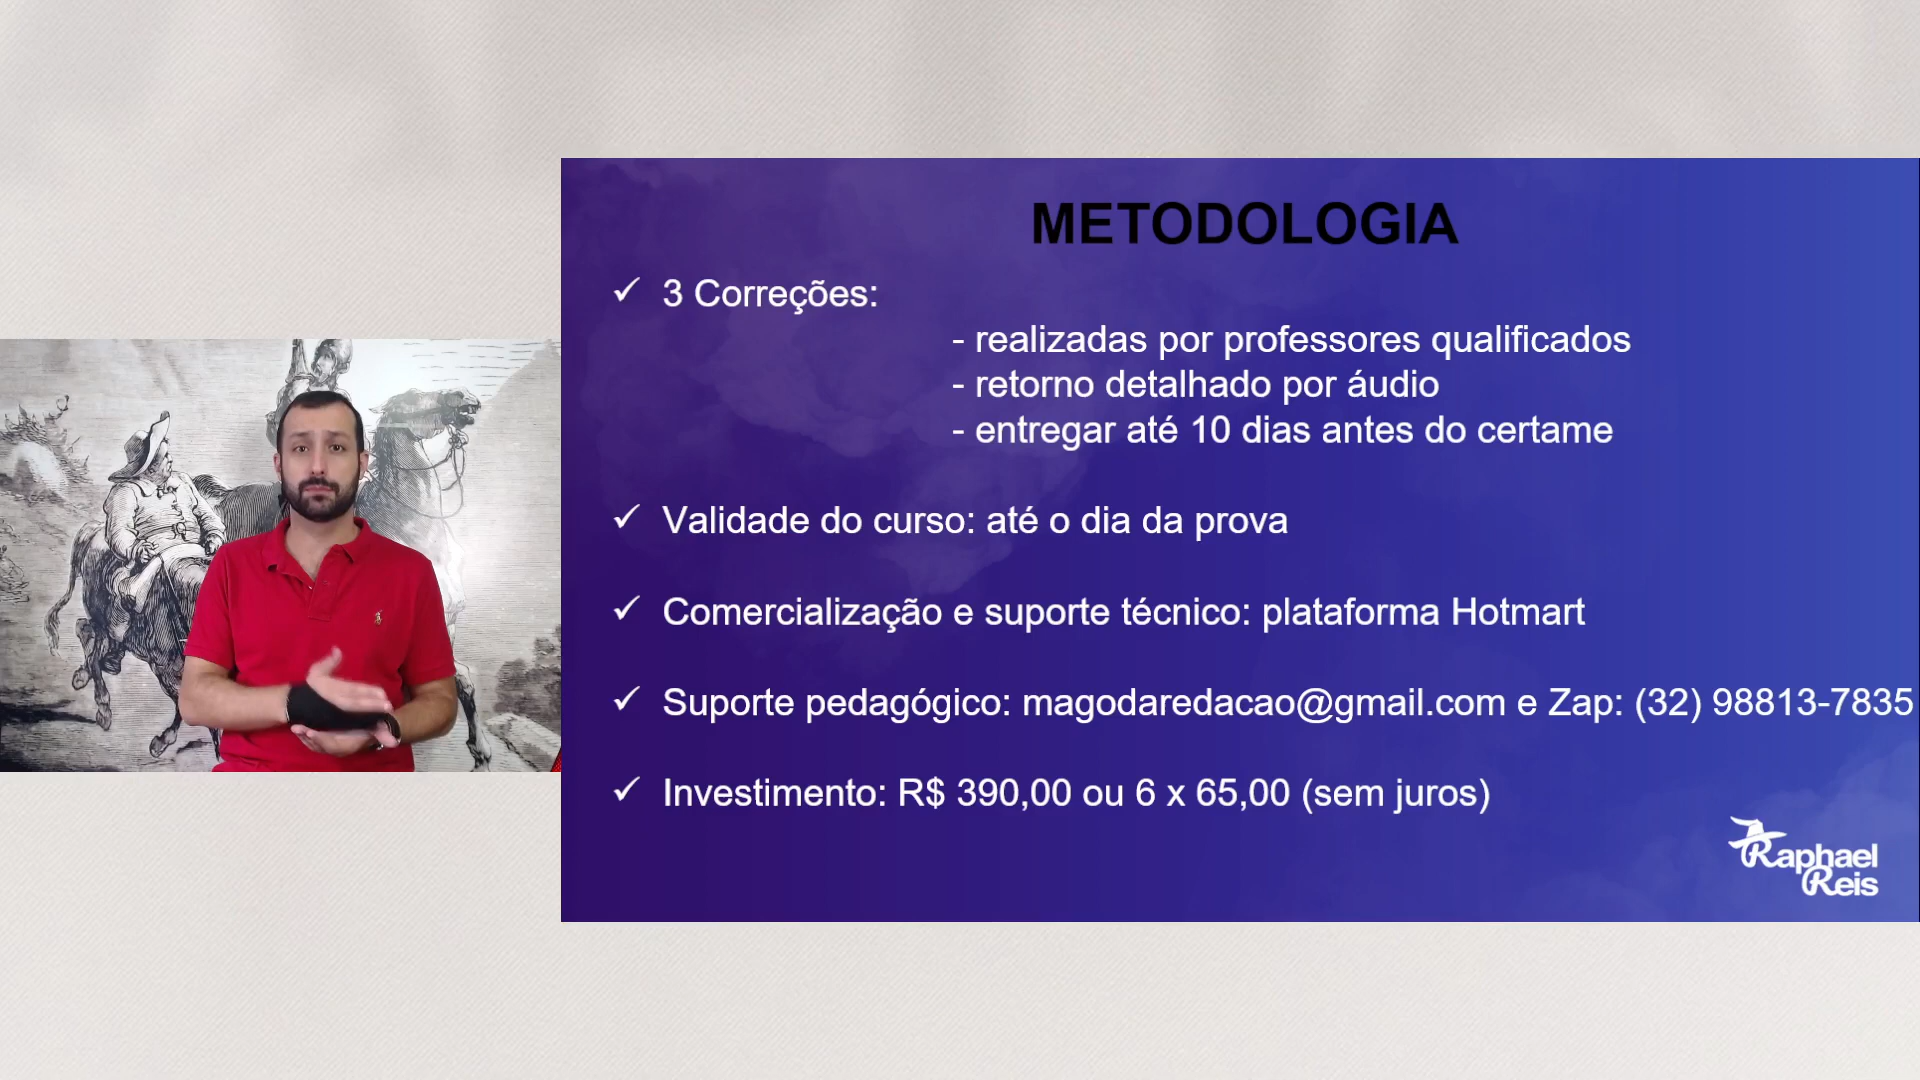 METODOLOGIA
✓ 3 Correções:
- realizadas por professores qualificados
- retorno detalhado por áudio
- entregar até 10 dias antes do certame
✓ Validade do curso: até o dia da prova
✓ Comercialização e suporte técnico: plataforma Hotmart
✓ Suporte pedagógico: magodaredacao@gmail.com e Zap: (32) 98813-7835
✓ Investimento: R$ 390,00 ou 6 x 65,00 (sem juros)
Raphael
Reis